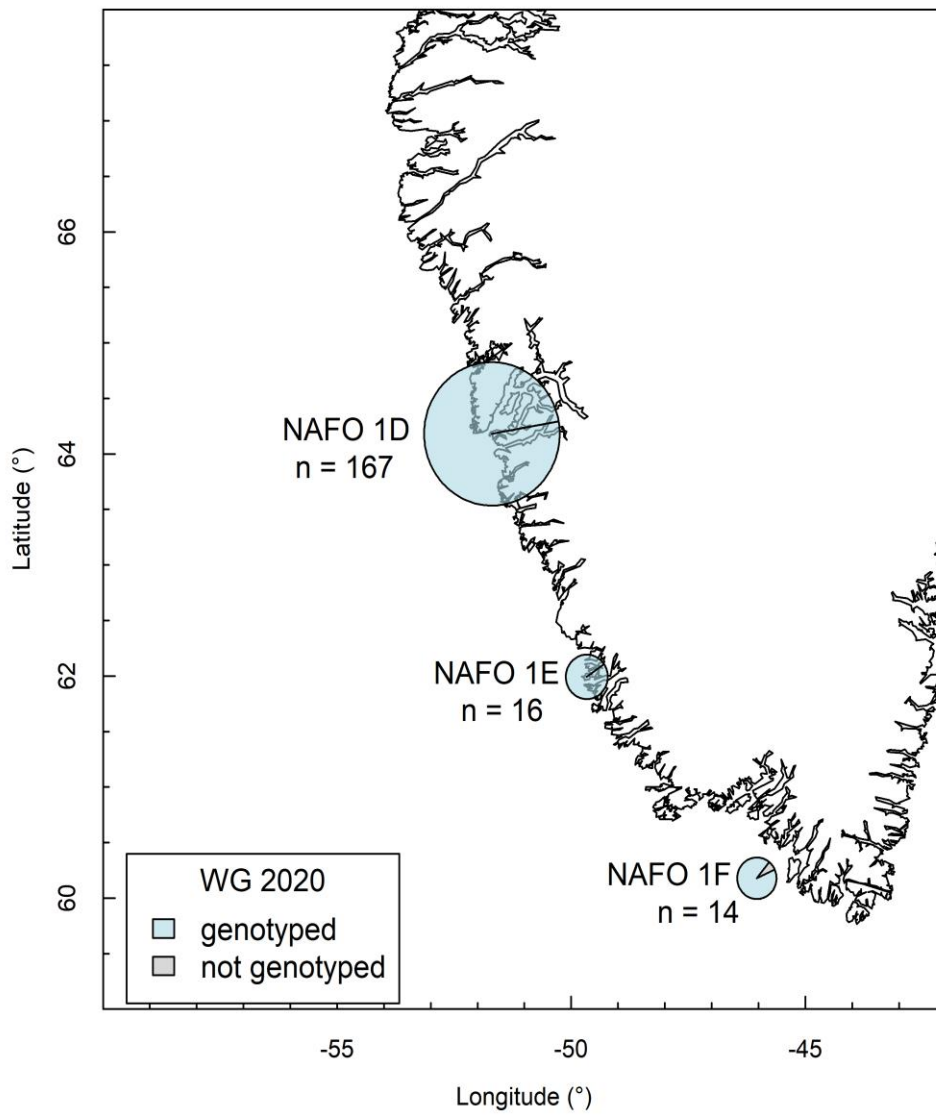 66
64
62
60
Latitude (°)
NAFO 1D
n = 167
NAFO 1E
n = 16
NAFO 1F
n = 14
WG 2020
genotyped
not genotyped
-55
-50
-45
Longitude (°)